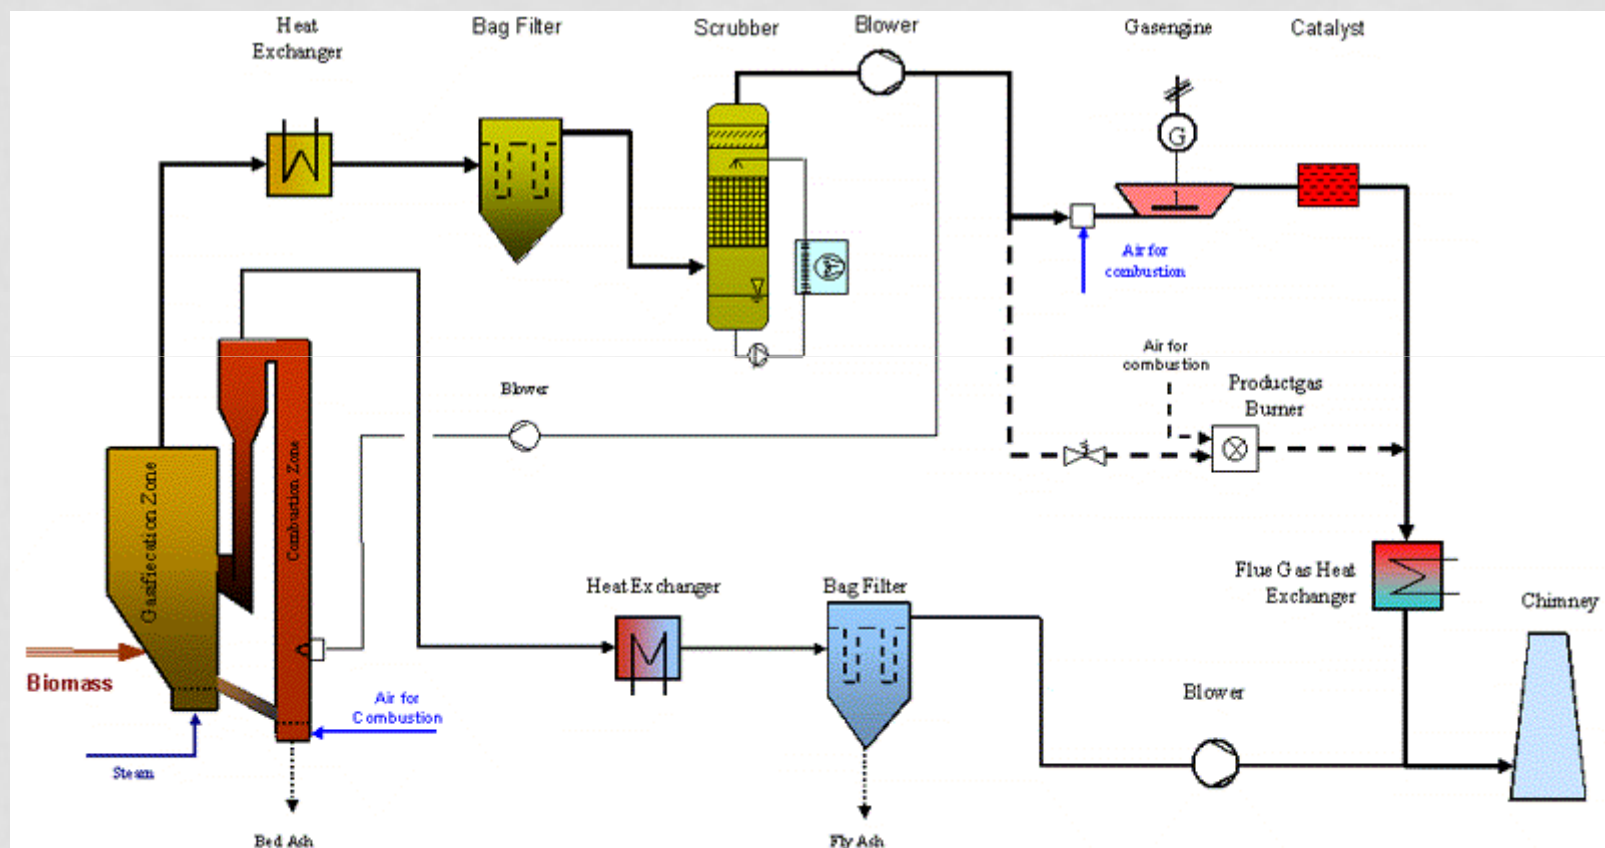 Heat
Exchanger
Bag Filter
Scrubber
Blower
Gasengine
Catalyst
G
Air for
combustion
Air for
combustion
Productgas
Burner
Blower
Gasfiecation Zone
Combustion Zone
Heat Exchanger
Bag Filter
Flue Gas Heat
Exchanger
Chimney
Biomass
Air for
Combustion
Blower
Steam
Bed Ash
Fly Ash